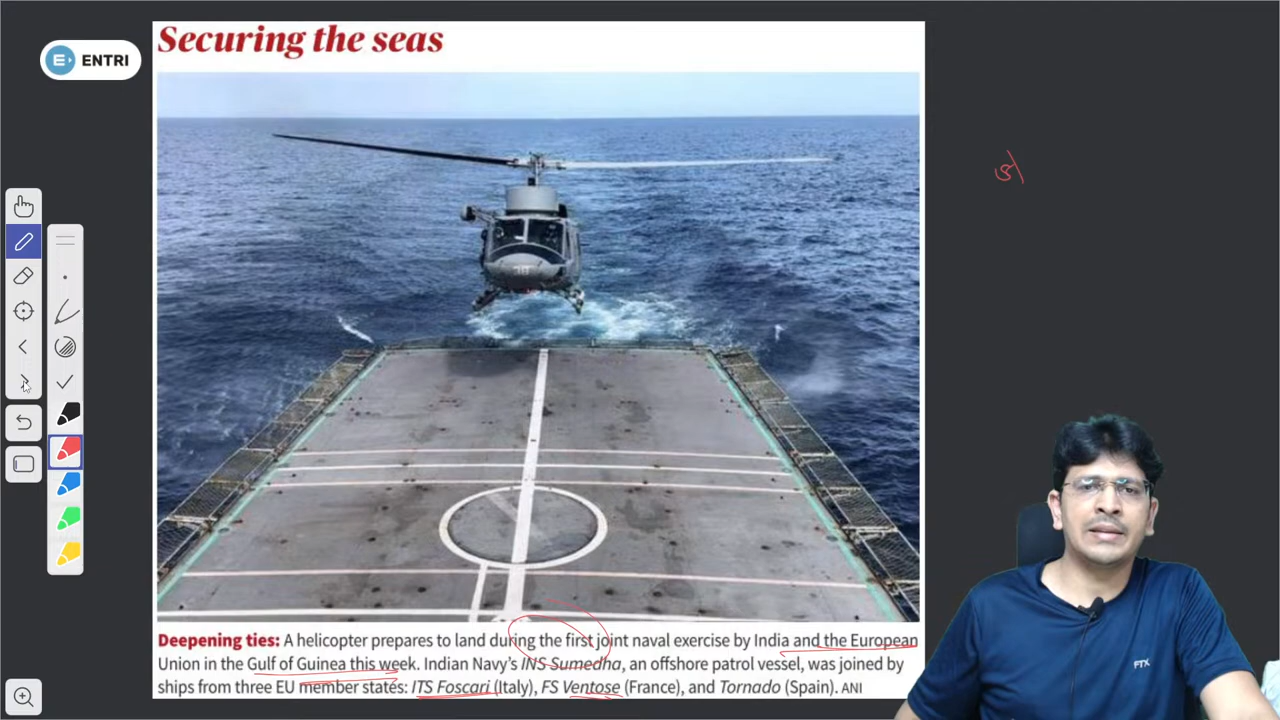 Securing the seas
ENTRI
38
Deepening ties: A helicopter prepares to land during the first joint naval exercise by India and the European
Union in the Gulf of Guinea this week. Indian Navy's INS Sumedha, an offshore patrol vessel, was joined by
ships from three EU member states: ITS Foscari (Italy), FS Ventose (France), and Tornado (Spain). ANI
FTX